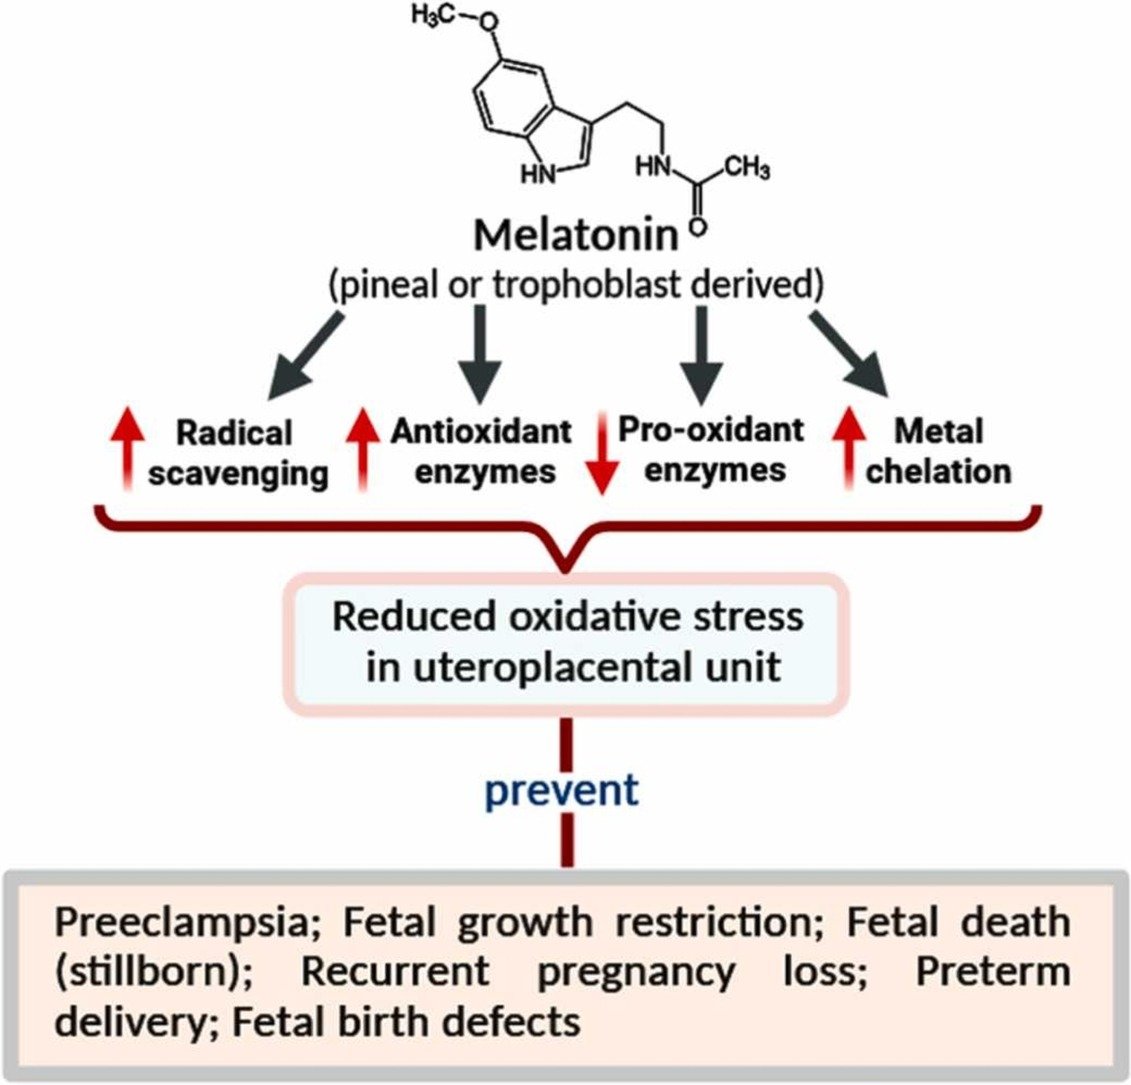 H₃C
O
HN
HN
CH₃
O
Melatonin
(pineal or trophoblast derived)
Radical
scavenging
Antioxidant
enzymes
Pro-oxidant
enzymes
Metal
chelation
Reduced oxidative stress
in uteroplacental unit
prevent
Preeclampsia; Fetal growth restriction; Fetal death
(stillborn); Recurrent pregnancy loss; Preterm
delivery; Fetal birth defects